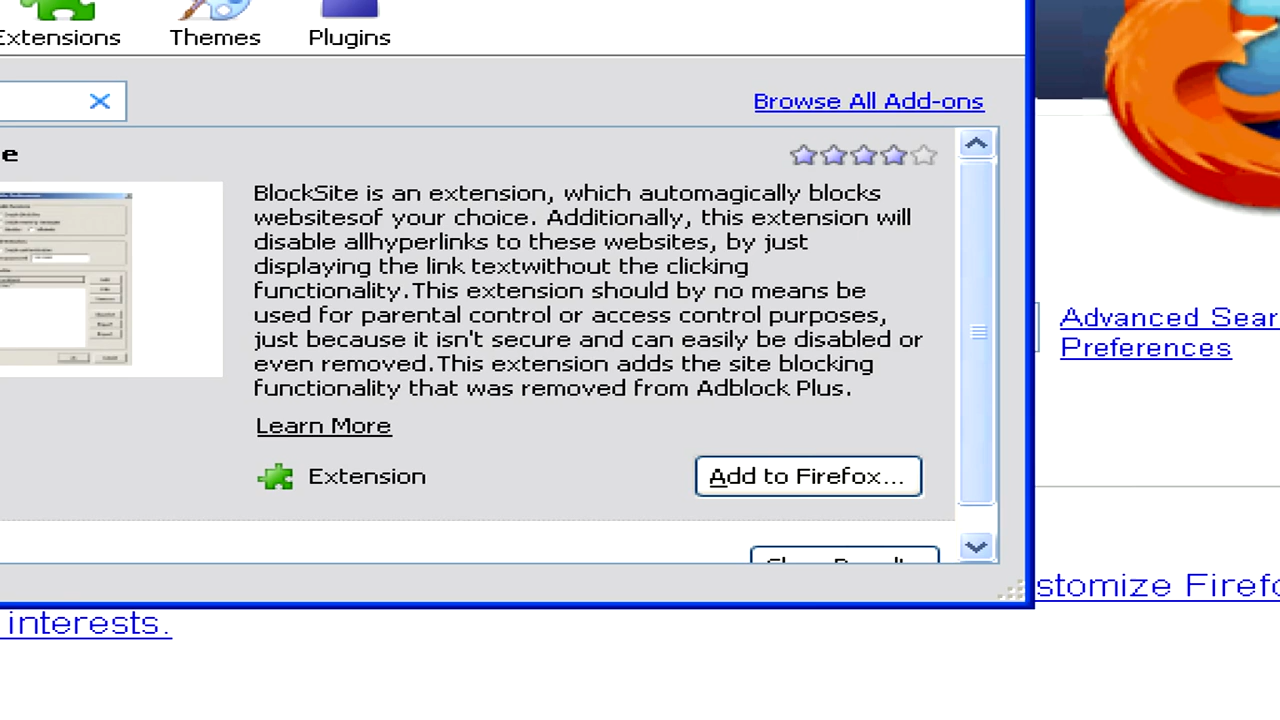 Extensions Themes Plugins
Browse All Add-ons
e
BlockSite is an extension, which automagically blocks
websitesof your choice. Additionally, this extension will
disable allhyperlinks to these websites, by just
displaying the link textwithout the clicking
functionality.This extension should by no means be
used for parental control or access control purposes,
just because it isn't secure and can easily be disabled or
even removed.This extension adds the site blocking
functionality that was removed from Adblock Plus.
Learn More
Extension Add to Firefox...
Advanced Sear
Preferences
stomize Firefo
interests.